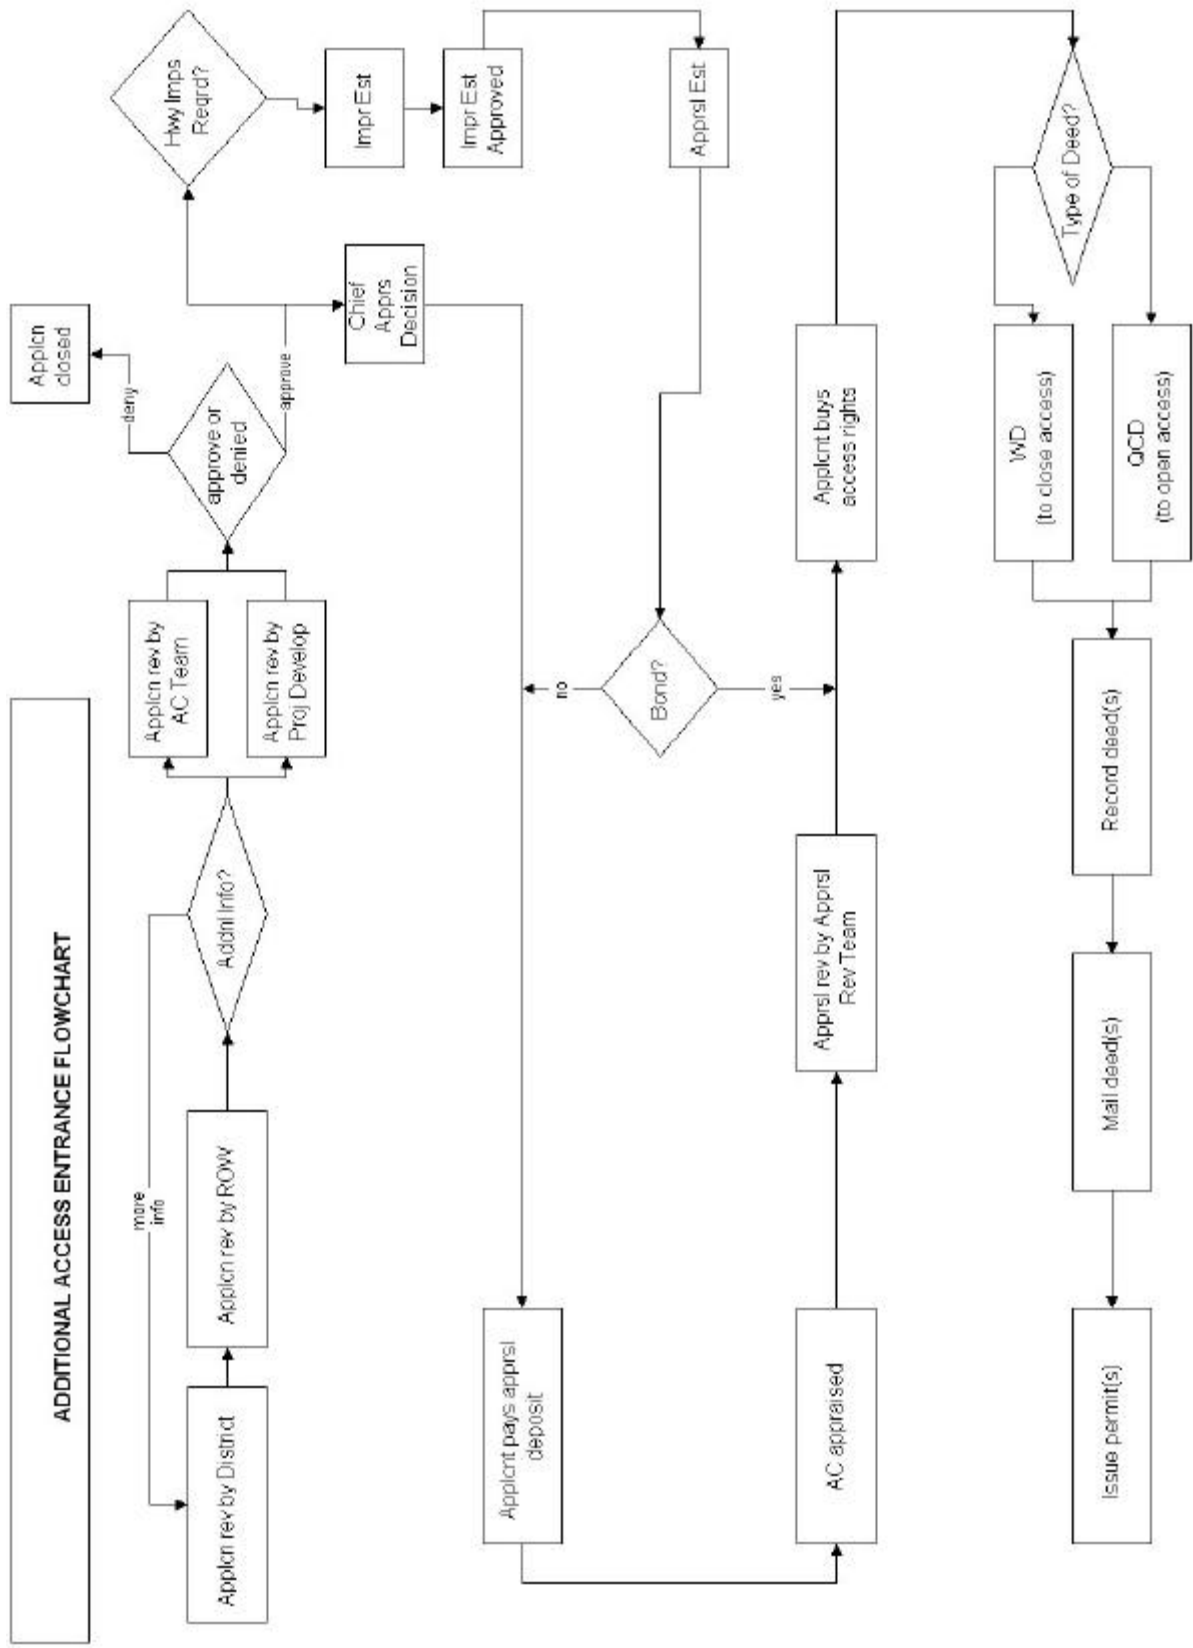 ADDITIONAL ACCESS ENTRANCE FLOWCHART
Applcn rev by District
Applcn rev by ROW
more
info
Addnl Info?
Applcn rev by
AC Team
Applcn rev by
Proj Develop
approve or
denied
deny
approve
Applcn
closed
Hwy Imps
Reqrd?
Chief
Apprs
Decision
Impr Est
Impr Est
Approved
Apprsl Est
Applcnt pays apprsl
deposit
no
Bond?
yes
AC appraised
Apprsl rev by Apprsl
Rev Team
Applcnt buys
access rights
Type of Deed?
WD
(to close access)
QCD
(to open access)
Record deed(s)
Mail deed(s)
Issue permit(s)